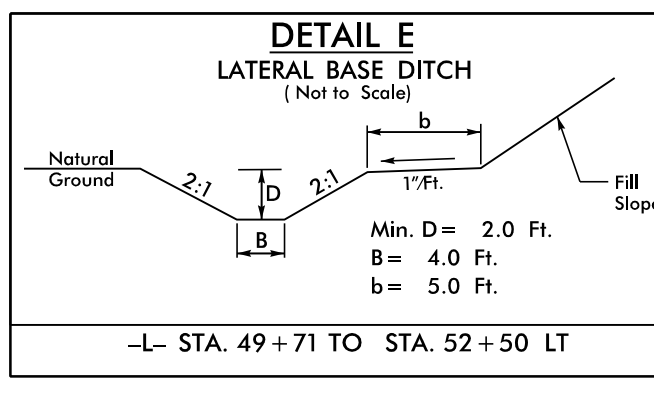 DETAIL E
LATERAL BASE DITCH
( Not to Scale)
b
Natural
Ground
2:1
D
2:1
1"/Ft.
Fill
Slope
B
Min. D = 2.0 Ft.
B = 4.0 Ft.
b = 5.0 Ft.
-L- STA. 49 + 71 TO STA. 52 + 50 LT